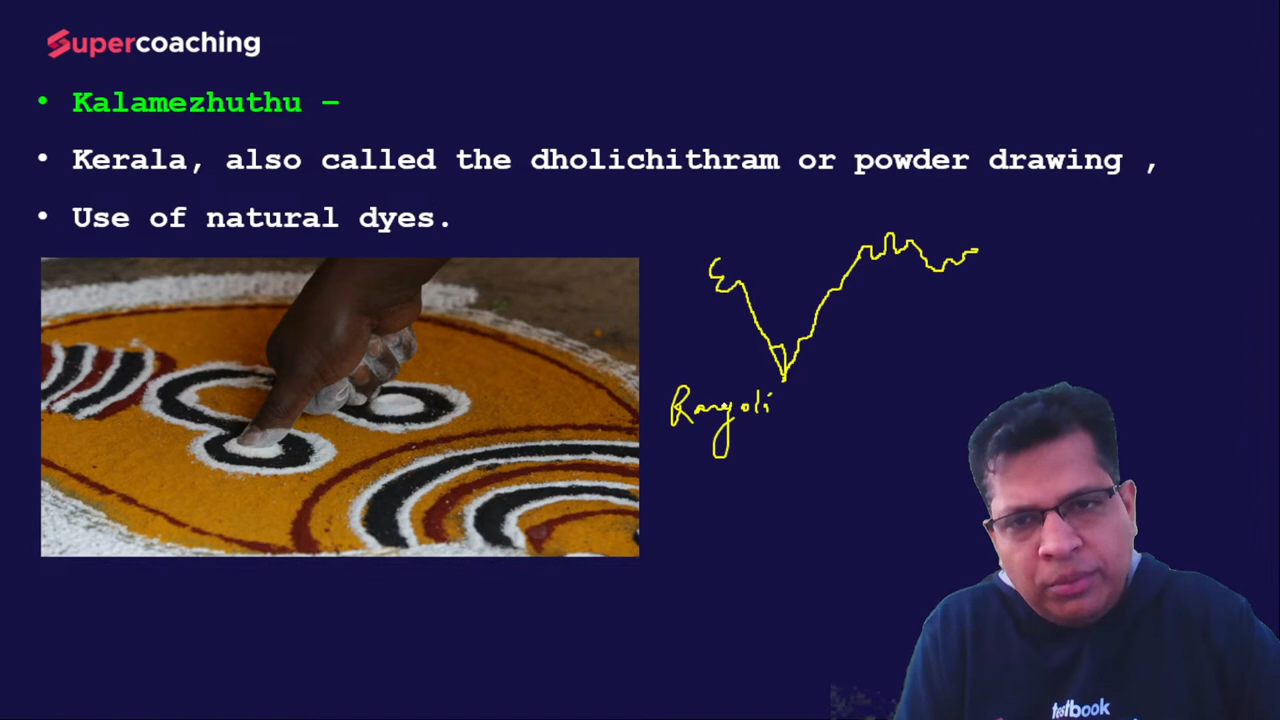 Supercoaching
• Kalamezhuthu –
• Kerala, also called the dholichithram or powder drawing ,
• Use of natural dyes.
Rangoli
testbook